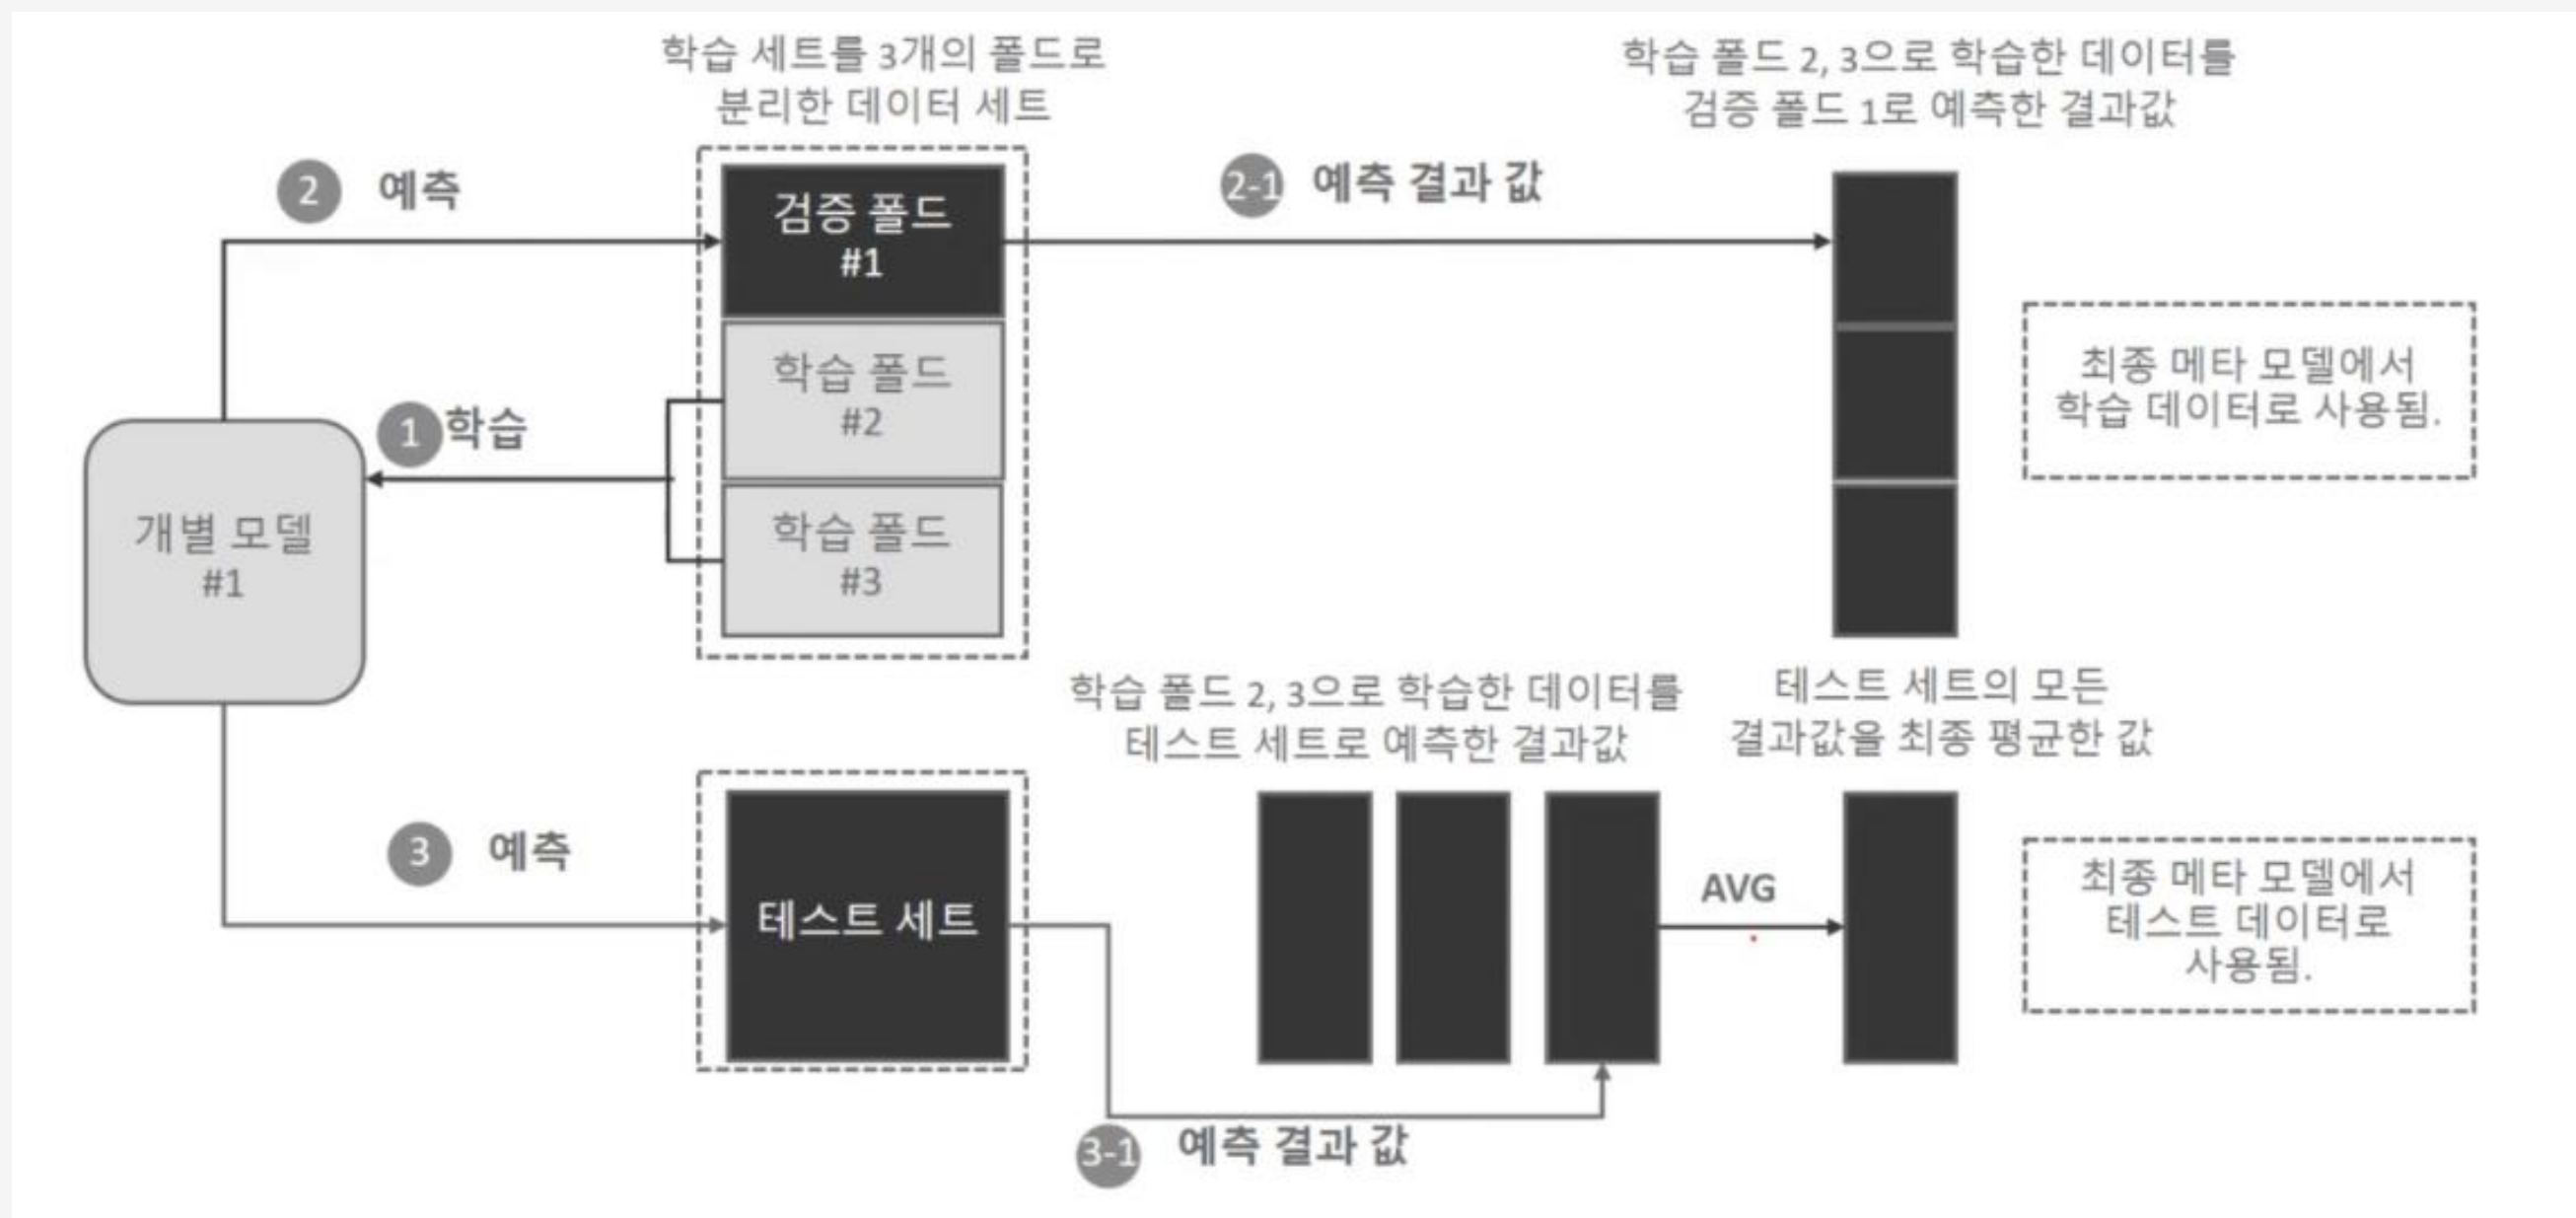 학습 세트를 3개의 폴드로
분리한 데이터 세트
학습 폴드 2, 3으로 학습한 데이터를
검증 폴드 1로 예측한 결과값
2 예측
검증 폴드
#1
2-1 예측 결과 값
학습 폴드
#2
1 학습
최종 메타 모델에서
학습 데이터로 사용됨.
개별 모델
#1
학습 폴드
#3
학습 폴드 2, 3으로 학습한 데이터를
테스트 세트로 예측한 결과값
테스트 세트의 모든
결과값을 최종 평균한 값
3 예측
테스트 세트
AVG
최종 메타 모델에서
테스트 데이터로
사용됨.
3-1 예측 결과 값